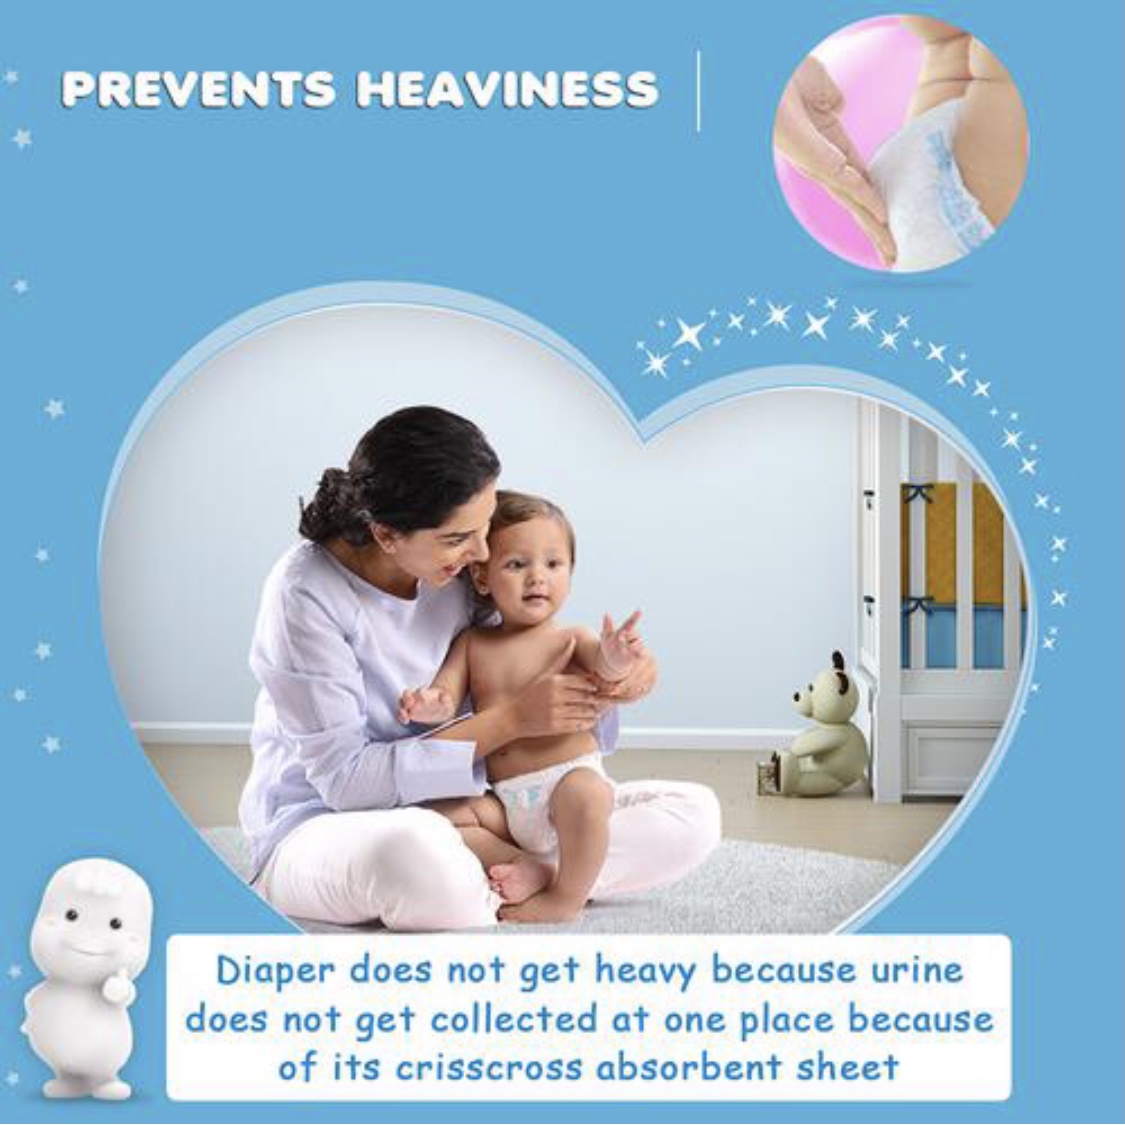 PREVENTS HEAVINESS
Diaper does not get heavy because urine
does not get collected at one place because
of its crisscross absorbent sheet